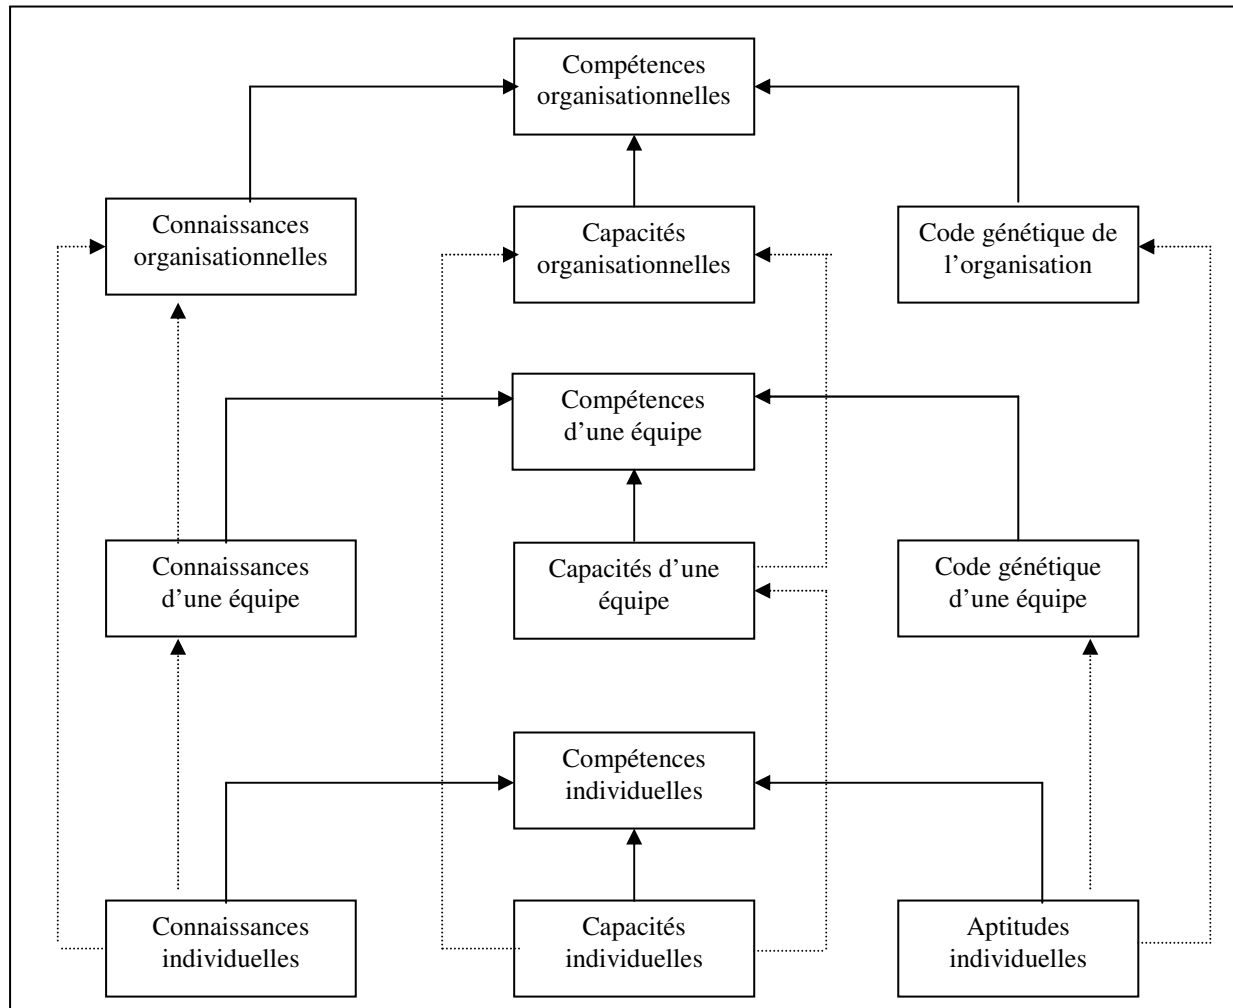 Compétences
organisationnelles
Connaissances
organisationnelles
Capacités
organisationnelles
Code génétique de
l’organisation
Compétences
d’une équipe
Connaissances
d’une équipe
Capacités d’une
équipe
Code génétique
d’une équipe
Compétences
individuelles
Connaissances
individuelles
Capacités
individuelles
Aptitudes
individuelles